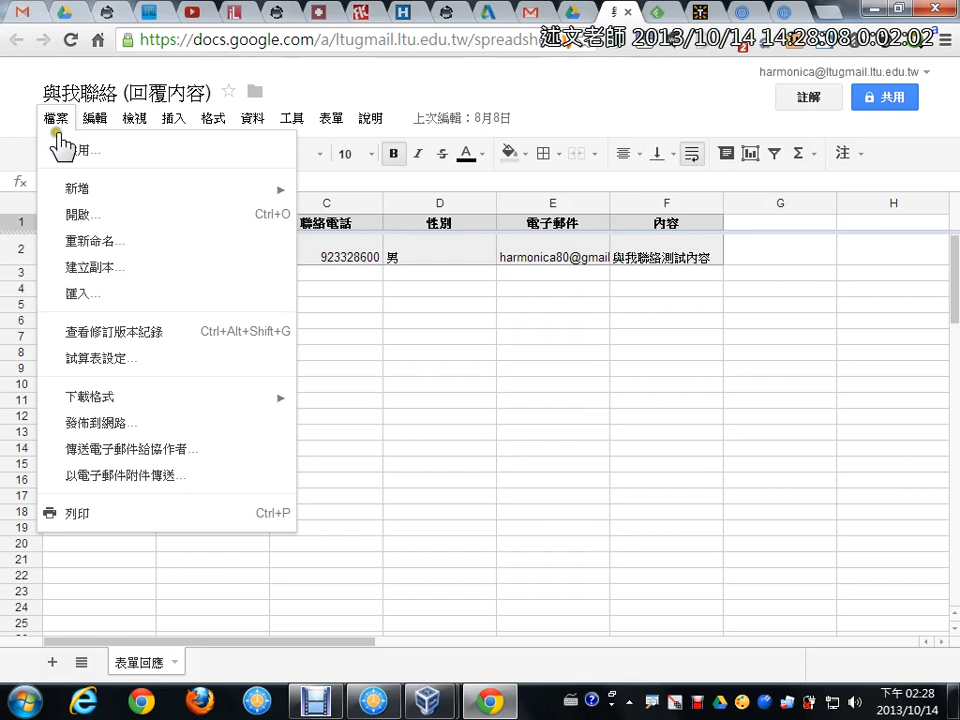 https://docs.google.com/a/ltugmail.ltu.edu.tw/spreadsh
述文老師 2013/10/14 14:28:08:0:02:02
harmonica@ltugmail.ltu.edu.tw
與我聯絡 (回覆內容)
註解
共用
檔案 編輯 檢視 插入 格式 資料 工具 表單 說明 上次編輯：8月8日
用...
10 B I S A Σ 注
fx
新增
開啟... Ctrl+O
重新命名...
建立副本...
匯入...
查看修訂版本紀錄 Ctrl+Alt+Shift+G
試算表設定...
下載格式
發佈到網路...
傳送電子郵件給協作者...
以電子郵件附件傳送...
列印 Ctrl+P
C D E F G H
1 聯絡電話 性別 電子郵件 內容
2 923328600 男 harmonica80@gmail 與我聯絡測試內容
3
4
5
6
7
8
9
10
11
12
13
14
15
16
17
18
19
20
21
22
23
24
25
表單回應
下午 02:28
2013/10/14